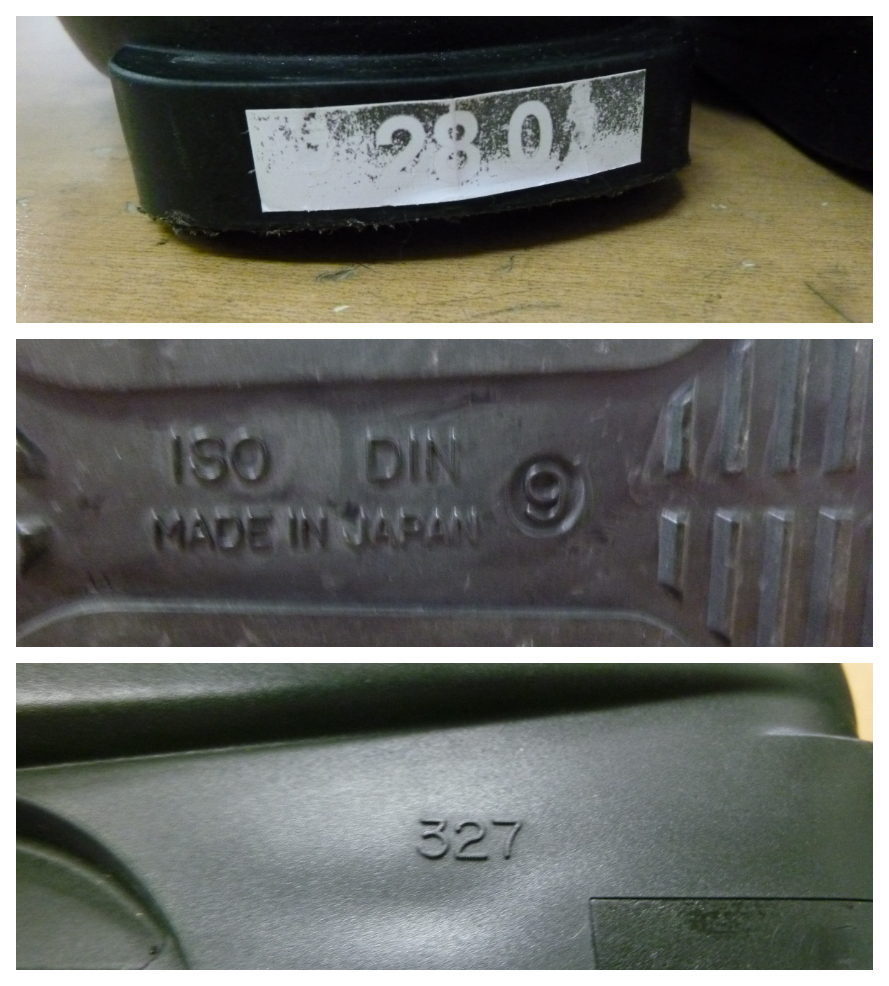 28.0
ISO DIN
MADE IN JAPAN 9
327